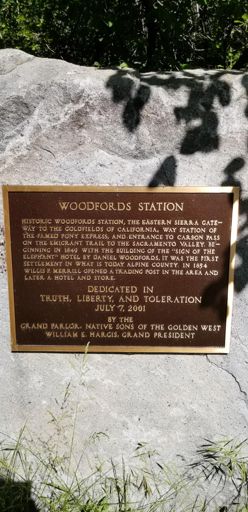 WOODFORDS STATION
HISTORIC WOODFORDS STATION, THE EASTERN SIERRA GATE-
WAY TO THE GOLDFIELDS OF CALIFORNIA, WAY STATION OF
THE FAMED PONY EXPRESS, AND ENTRANCE TO CARSON PASS
ON THE EMIGRANT TRAIL TO THE SACRAMENTO VALLEY. BE-
GINNING IN 1849 WITH THE BUILDING OF THE "SIGN OF THE
ELEPHANT" HOTEL BY DANIEL WOODFORDS, IT WAS THE FIRST
SETTLEMENT IN WHAT IS TODAY ALPINE COUNTY. IN 1854
WILLIS P. MERRILL OPENED A TRADING POST IN THE AREA AND
LATER A HOTEL AND STORE.
DEDICATED IN
TRUTH, LIBERTY, AND TOLERATION
JULY 7, 2001
BY THE
GRAND PARLOR, NATIVE SONS OF THE GOLDEN WEST
WILLIAM E. HARGIS, GRAND PRESIDENT